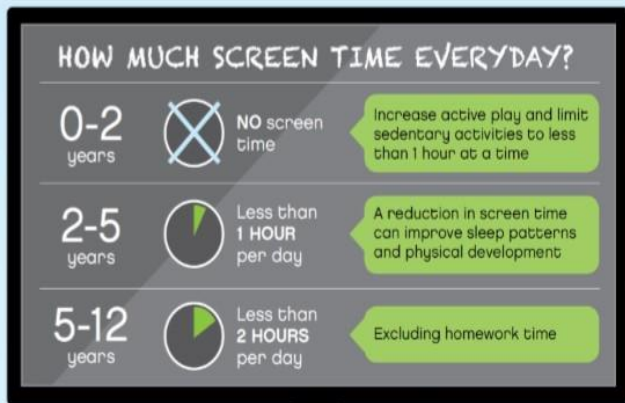 HOW MUCH SCREEN TIME EVERYDAY?
0-2
years
NO screen
time
Increase active play and limit
sedentary activities to less
than 1 hour at a time
2-5
years
Less than
1 HOUR
per day
A reduction in screen time
can improve sleep patterns
and physical development
5-12
years
Less than
2 HOURS
per day
Excluding homework time